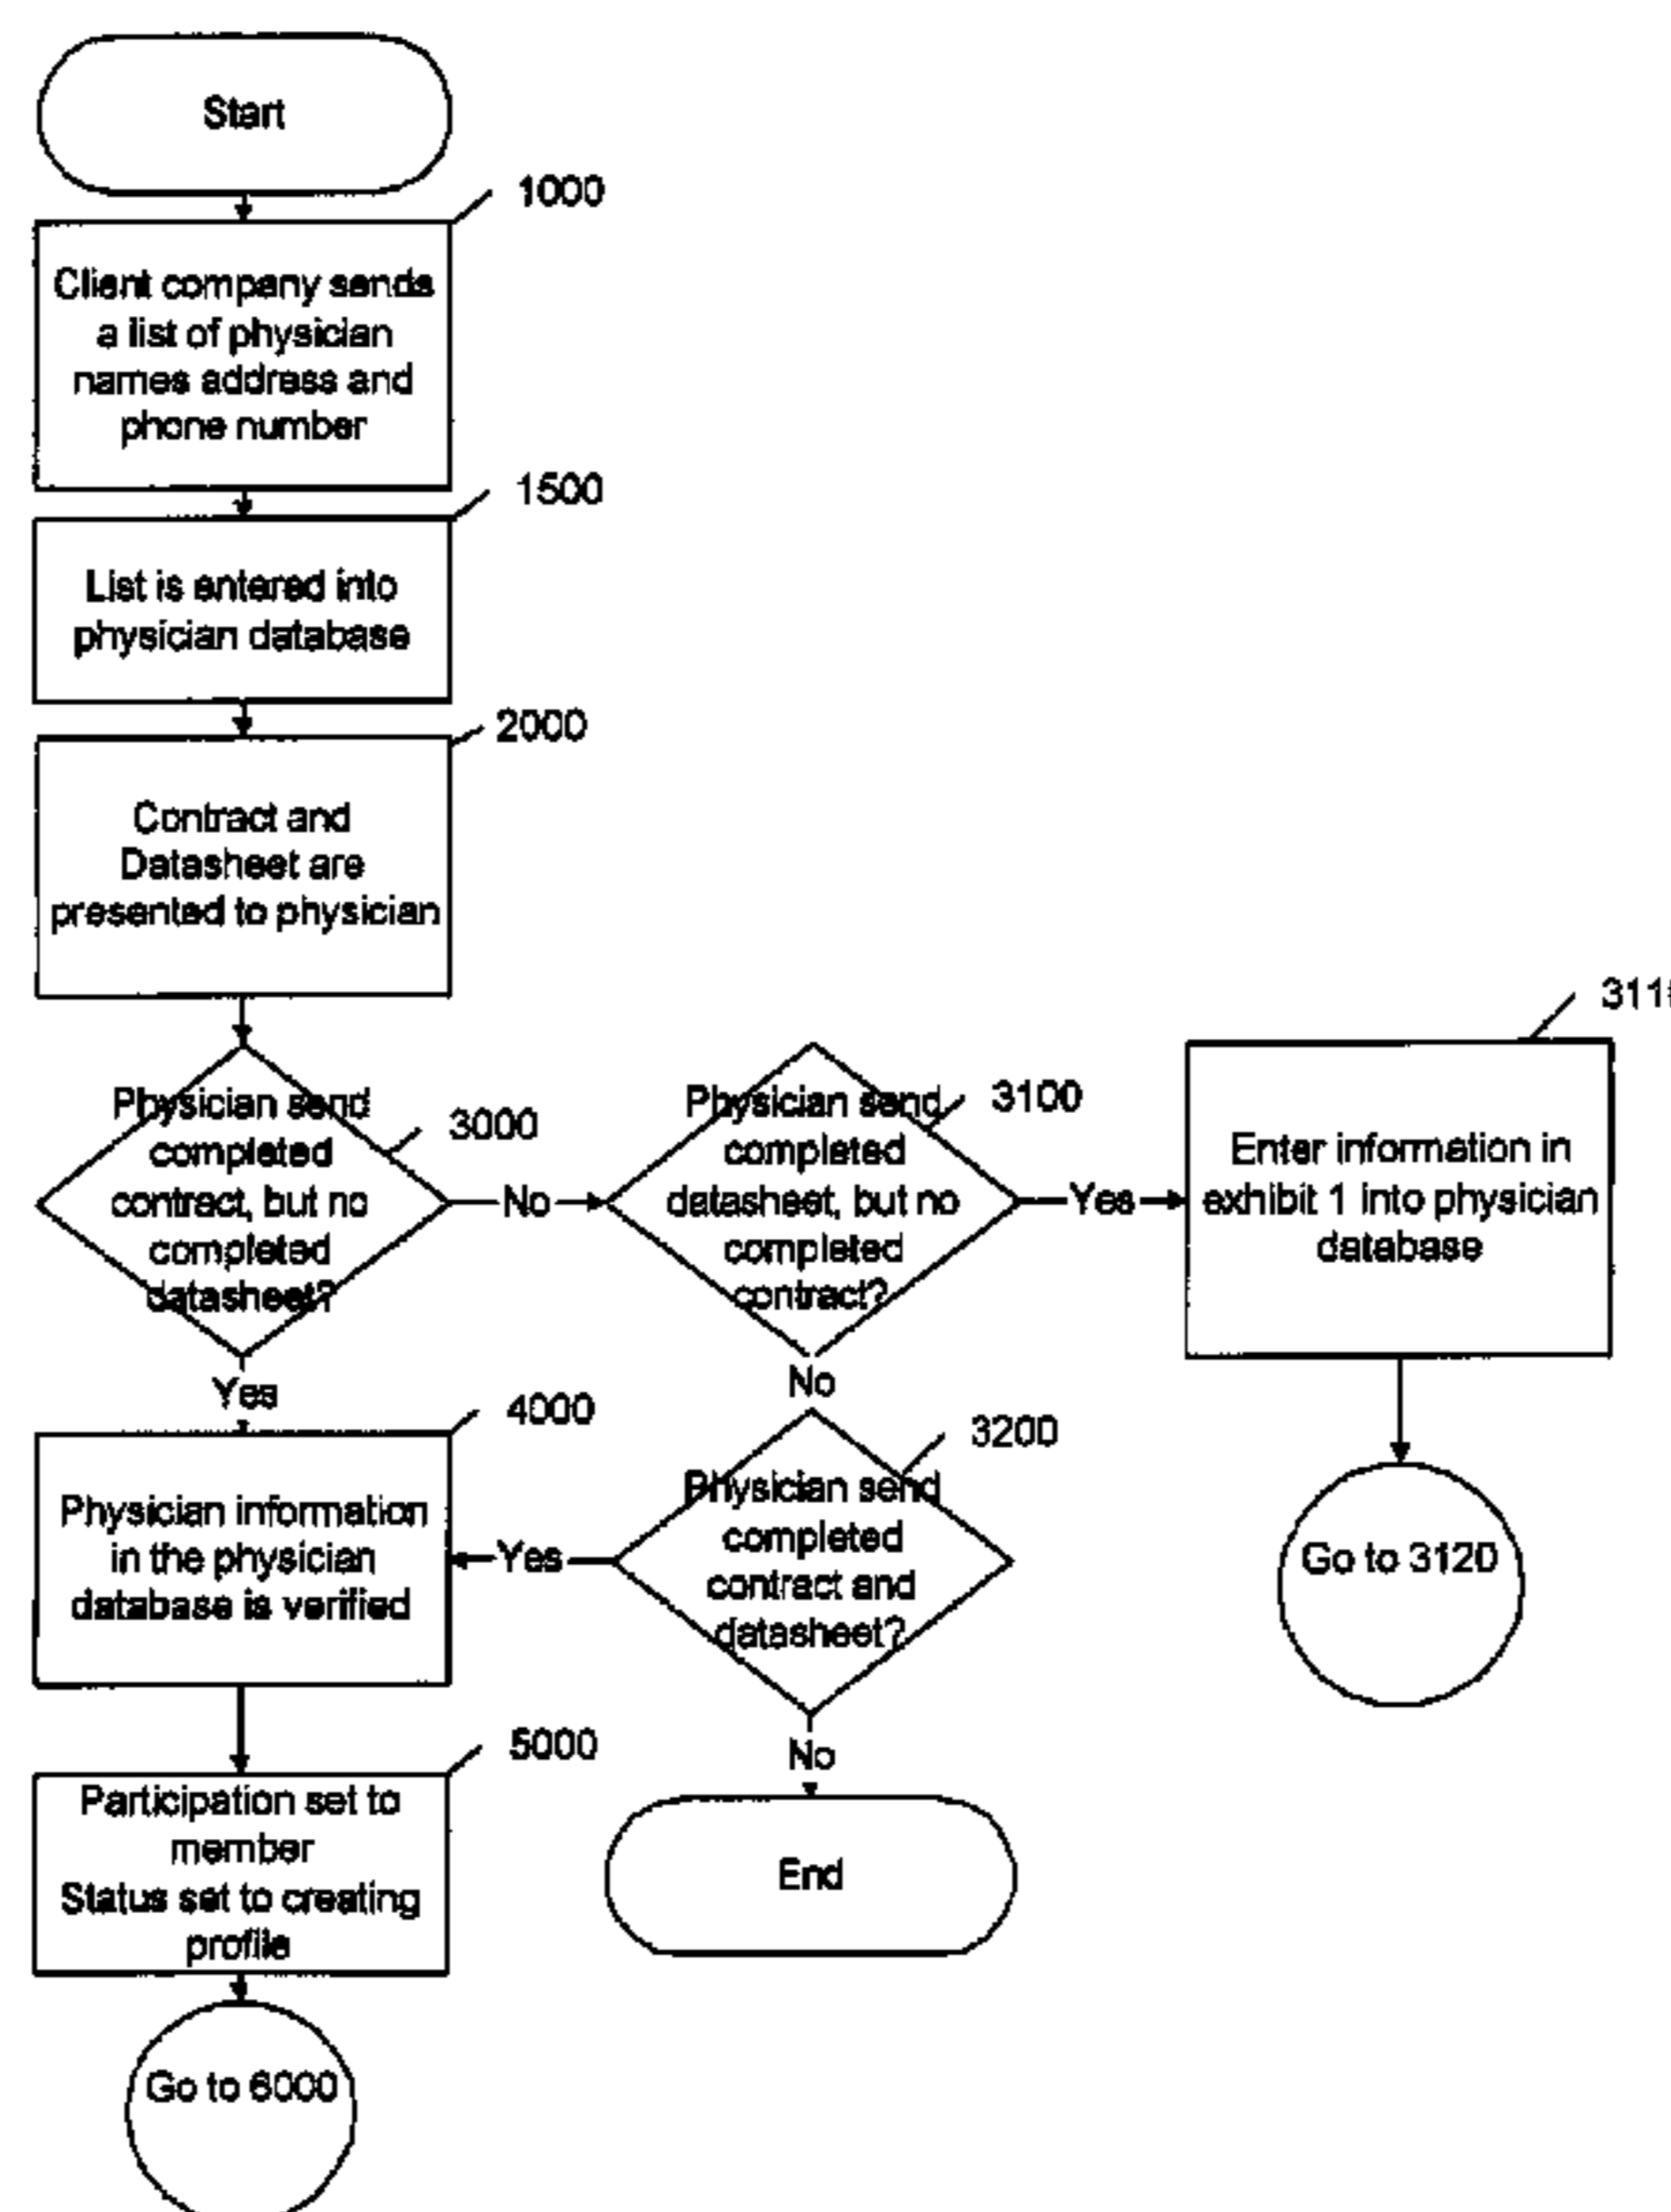 Start
1000
Client company sends
a list of physician
names address and
phone number
1500
List is entered into
physician database
2000
Contract and
Datasheet are
presented to physician
Physician send
completed
contract, but no
completed
datasheet?
3000
No
Physician send
completed
datasheet, but no
completed
contract?
3100
Yes
Enter information in
exhibit 1 into physician
database
Yes
No
4000
Physician information
in the physician
database is verified
Yes
Physician send
completed
contract and
datasheet?
3200
Go to 3120
No
5000
Participation set to
member
Status set to creating
profile
End
Go to 6000